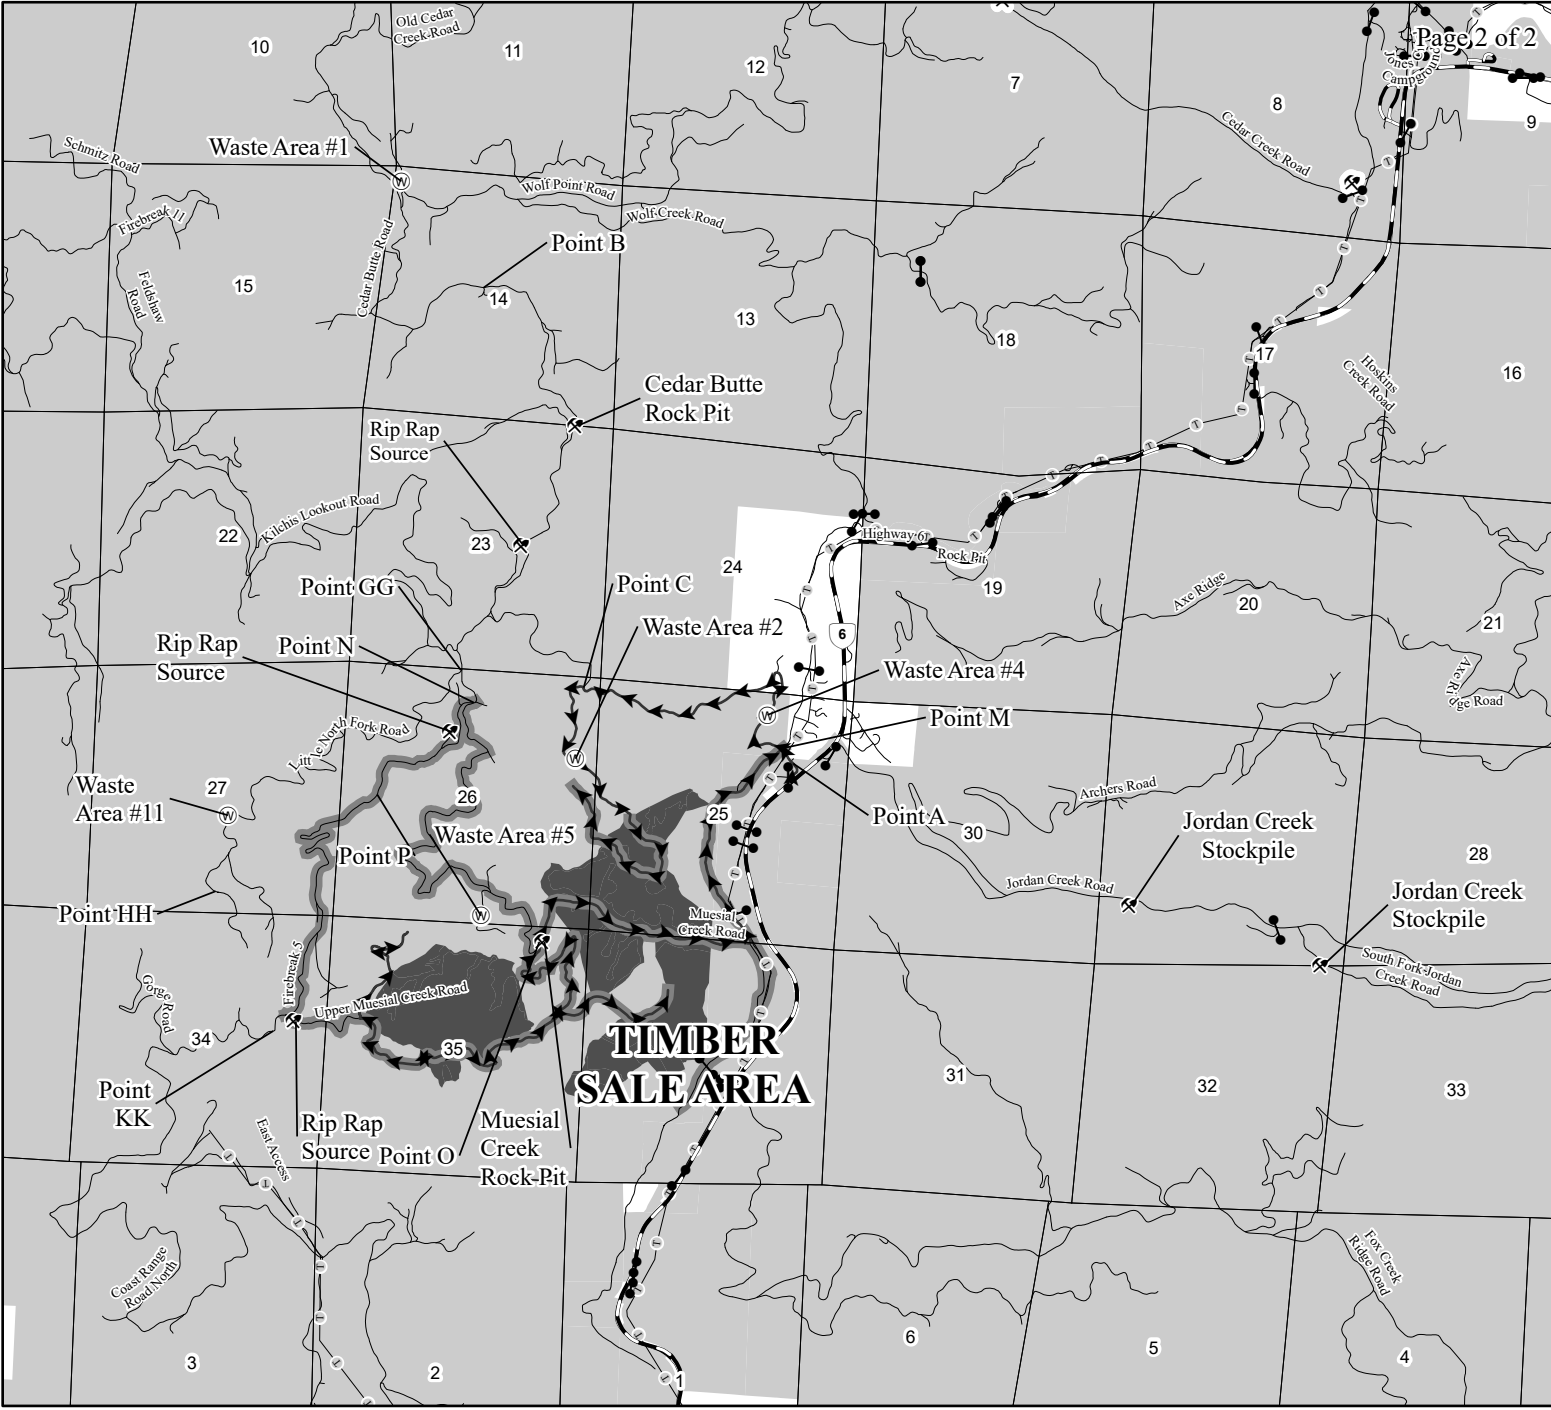 Page 2 of 2
Old Cedar
Creek Road
10
11
12
7
8
9
Campground
Cedar Creek Road
Waste Area #1
Schmitz Road
W
Wolf Point Road
Wolf Creek Road
Firebreak 11
Point B
Cedar Butte Road
Feldshaw
Road
15
14
13
18
17
16
Hoskins
Creek Road
Cedar Butte
Rock Pit
Rip Rap
Source
Kilchis Lookout Road
22
23
24
Highway 6
Rock Pit
19
20
21
Axe Ridge
Axe Ridge Road
Point GG
Point C
Waste Area #2
6
Rip Rap
Source
Point N
Waste Area #4
W
Point M
Little North Fork Road
W
Waste
Area #11
27
W
26
25
Archers Road
Point A
30
Jordan Creek
Stockpile
28
Waste Area #5
Point P
Jordan Creek Road
Jordan Creek
Stockpile
Point HH
W
Muesial
Creek Road
South Fork Jordan
Creek Road
Firebreak 5
Gorge Road
Upper Muesial Creek Road
34
35
TIMBER
SALE AREA
31
32
33
Point
KK
Rip Rap
Source
Point O
Muesial
Creek
Rock Pit
East Access
Coast Range
Road North
Fox Creek
Ridge Road
3
2
1
6
5
4